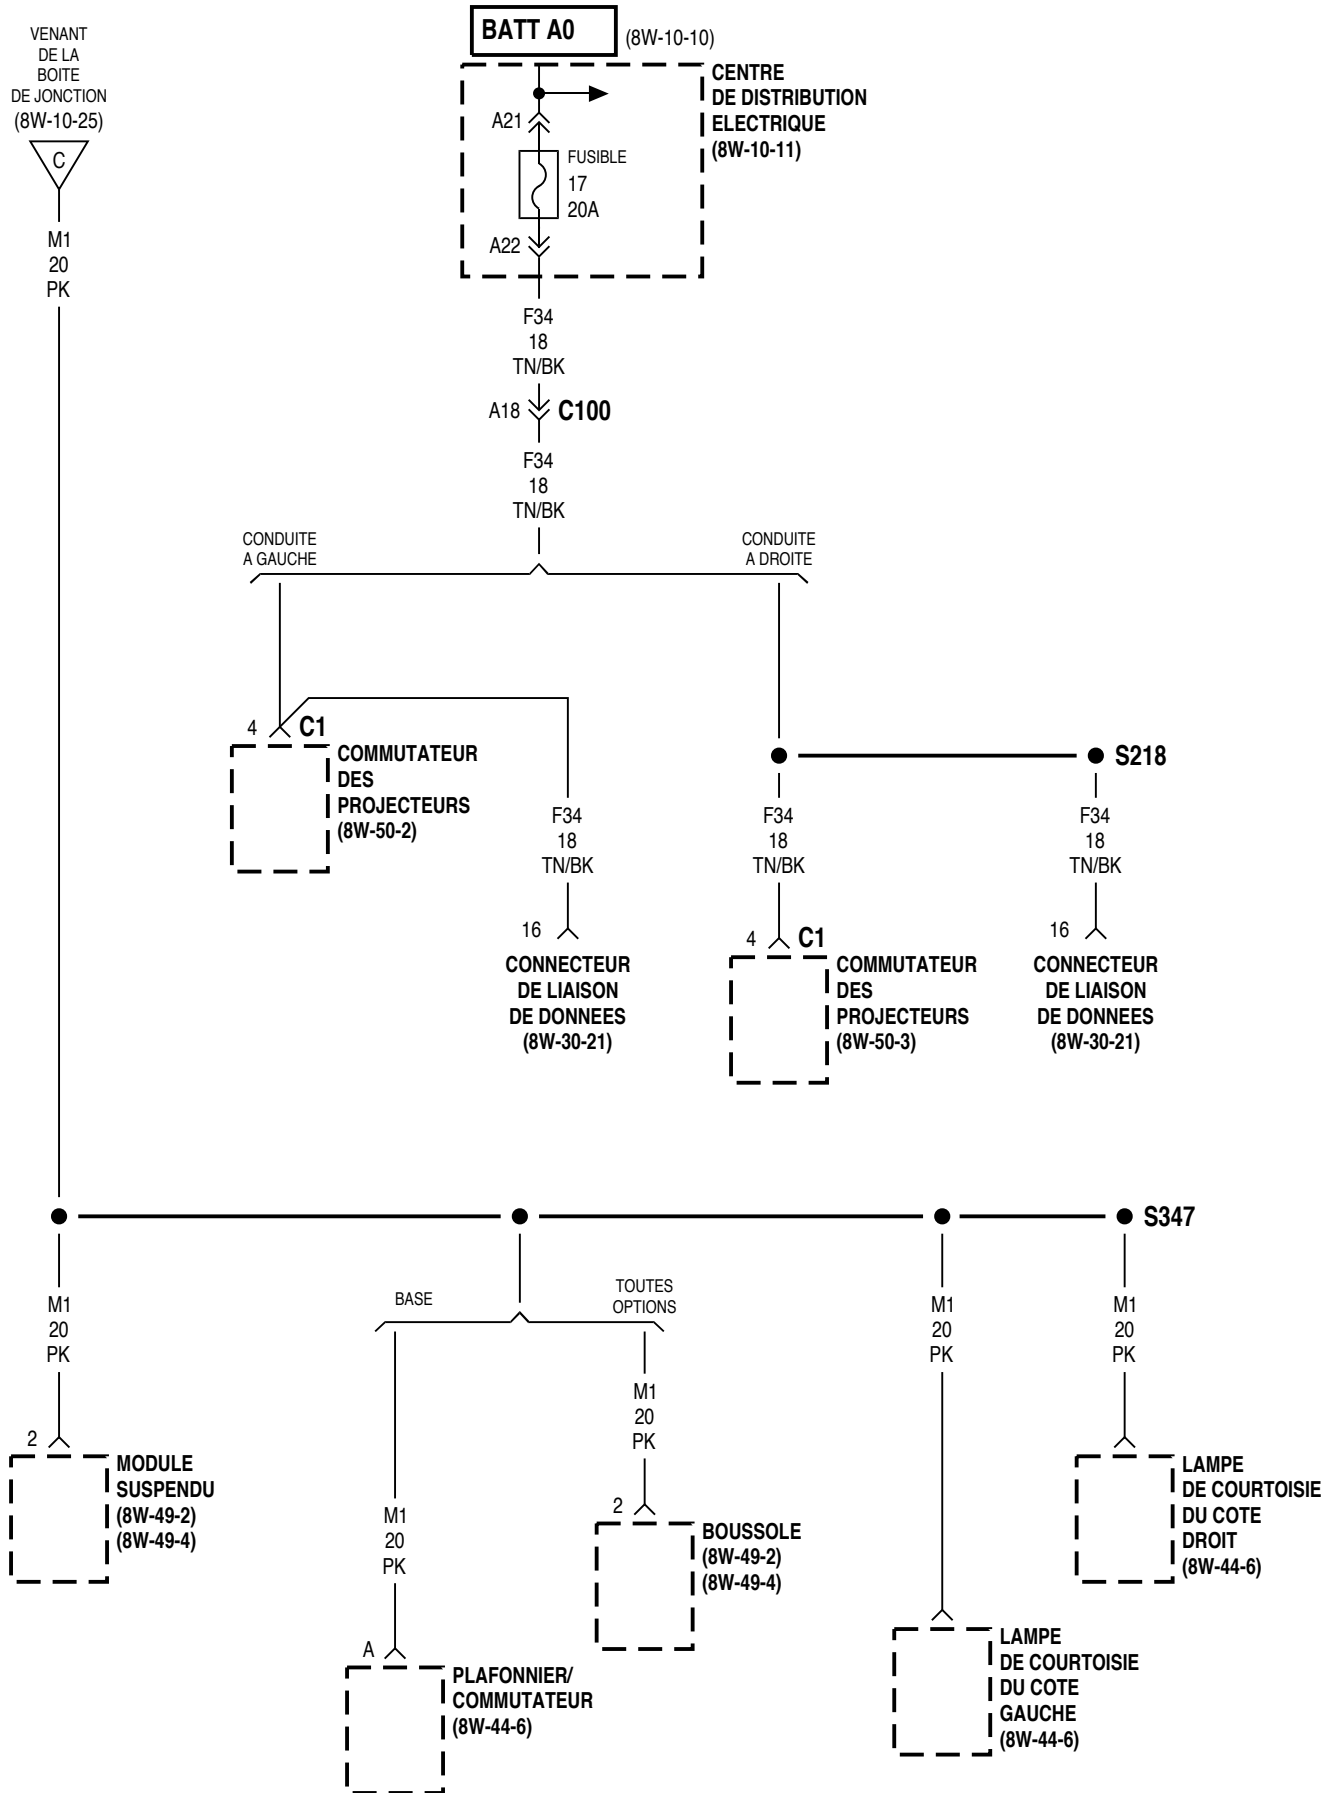 VENANT
DE LA
BOITE
DE JONCTION
(8W-10-25)
C
M1
20
PK
BATT A0
(8W-10-10)
CENTRE
DE DISTRIBUTION
ELECTRIQUE
(8W-10-11)
A21
FUSIBLE
17
20A
A22
F34
18
TN/BK
A18
C100
F34
18
TN/BK
CONDUITE
A GAUCHE
CONDUITE
A DROITE
4
C1
COMMUTATEUR
DES
PROJECTEURS
(8W-50-2)
F34
18
TN/BK
16
CONNECTEUR
DE LIAISON
DE DONNEES
(8W-30-21)
S218
F34
18
TN/BK
4
C1
COMMUTATEUR
DES
PROJECTEURS
(8W-50-3)
F34
18
TN/BK
16
CONNECTEUR
DE LIAISON
DE DONNEES
(8W-30-21)
S347
M1
20
PK
2
MODULE
SUSPENDU
(8W-49-2)
(8W-49-4)
BASE
M1
20
PK
A
PLAFONNIER/
COMMUTATEUR
(8W-44-6)
TOUTES
OPTIONS
M1
20
PK
2
BOUSSOLE
(8W-49-2)
(8W-49-4)
M1
20
PK
LAMPE
DE COURTOISIE
DU COTE
GAUCHE
(8W-44-6)
M1
20
PK
LAMPE
DE COURTOISIE
DU COTE
DROIT
(8W-44-6)